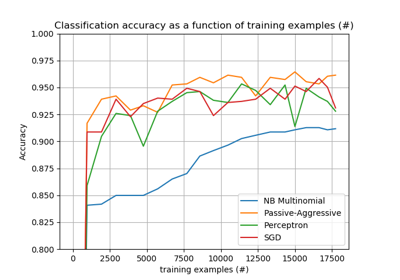 Classification accuracy as a function of training examples (#)
1.000
0.975
0.950
0.925
0.900
0.875
0.850
0.825
0.800
Accuracy
0 2500 5000 7500 10000 12500 15000 17500
training examples (#)
NB Multinomial
Passive-Aggressive
Perceptron
SGD